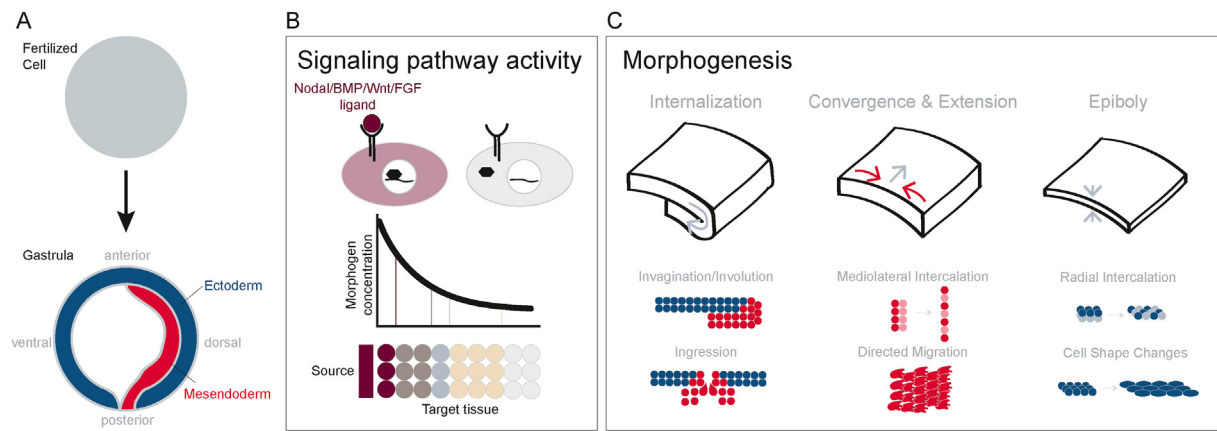 A
Fertilized
Cell
Gastrula
anterior
Ectoderm
ventral
dorsal
Mesendoderm
posterior
B
Signaling pathway activity
Nodal/BMP/Wnt/FGF
ligand
Morphogen
concentration
Source
Target tissue
C
Morphogenesis
Internalization
Convergence & Extension
Epiboly
Invagination/Involution
Mediolateral Intercalation
Radial Intercalation
Ingression
Directed Migration
Cell Shape Changes